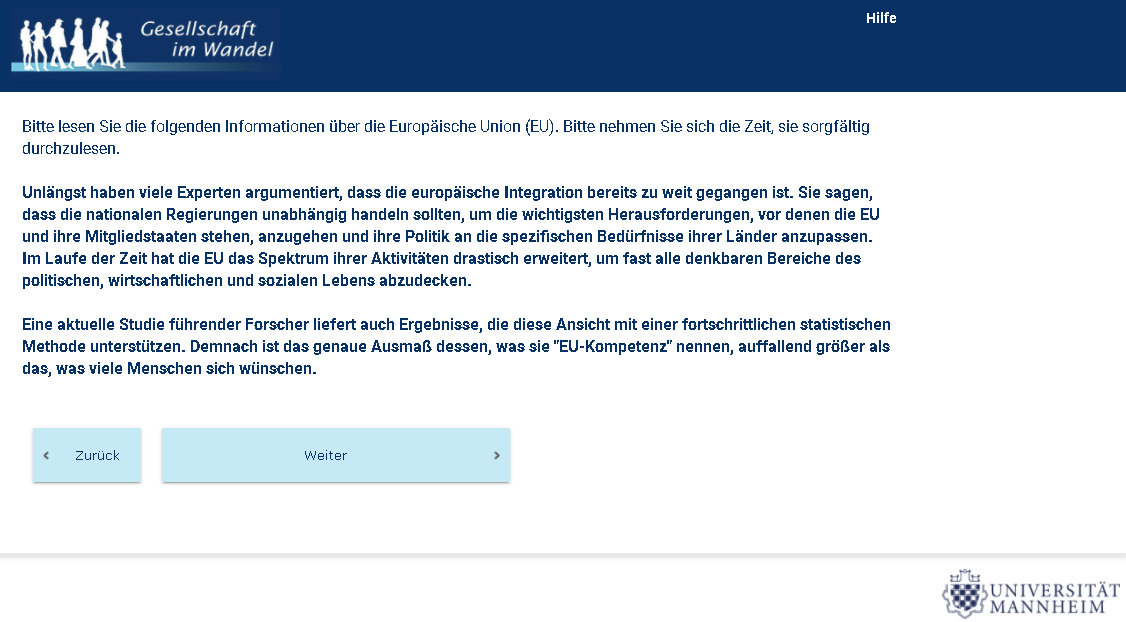 Gesellschaft
im Wandel
Hilfe
Bitte lesen Sie die folgenden Informationen über die Europäische Union (EU). Bitte nehmen Sie sich die Zeit, sie sorgfältig
durchzulesen.
Unlängst haben viele Experten argumentiert, dass die europäische Integration bereits zu weit gegangen ist. Sie sagen,
dass die nationalen Regierungen unabhängig handeln sollten, um die wichtigsten Herausforderungen, vor denen die EU
und ihre Mitgliedstaaten stehen, anzugehen und ihre Politik an die spezifischen Bedürfnisse ihrer Länder anzupassen.
Im Laufe der Zeit hat die EU das Spektrum ihrer Aktivitäten drastisch erweitert, um fast alle denkbaren Bereiche des
politischen, wirtschaftlichen und sozialen Lebens abzudecken.
Eine aktuelle Studie führender Forscher liefert auch Ergebnisse, die diese Ansicht mit einer fortschrittlichen statistischen
Methode unterstützen. Demnach ist das genaue Ausmaß dessen, was sie "EU-Kompetenz" nennen, auffallend größer als
das, was viele Menschen sich wünschen.
Zurück
Weiter
UNIVERSITÄT
MANNHEIM